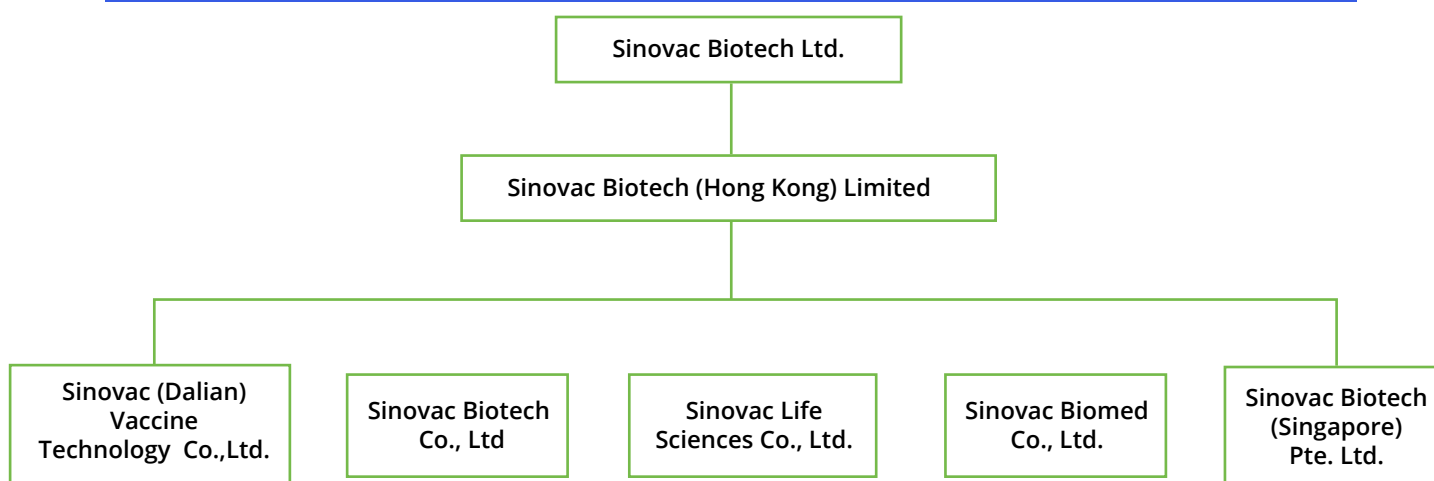 Sinovac Biotech Ltd.
Sinovac Biotech (Hong Kong) Limited
Sinovac (Dalian)
Vaccine
Technology  Co.,Ltd.
Sinovac Biotech
Co., Ltd
Sinovac Life
Sciences Co., Ltd.
Sinovac Biomed
Co., Ltd.
Sinovac Biotech
(Singapore)
Pte. Ltd.